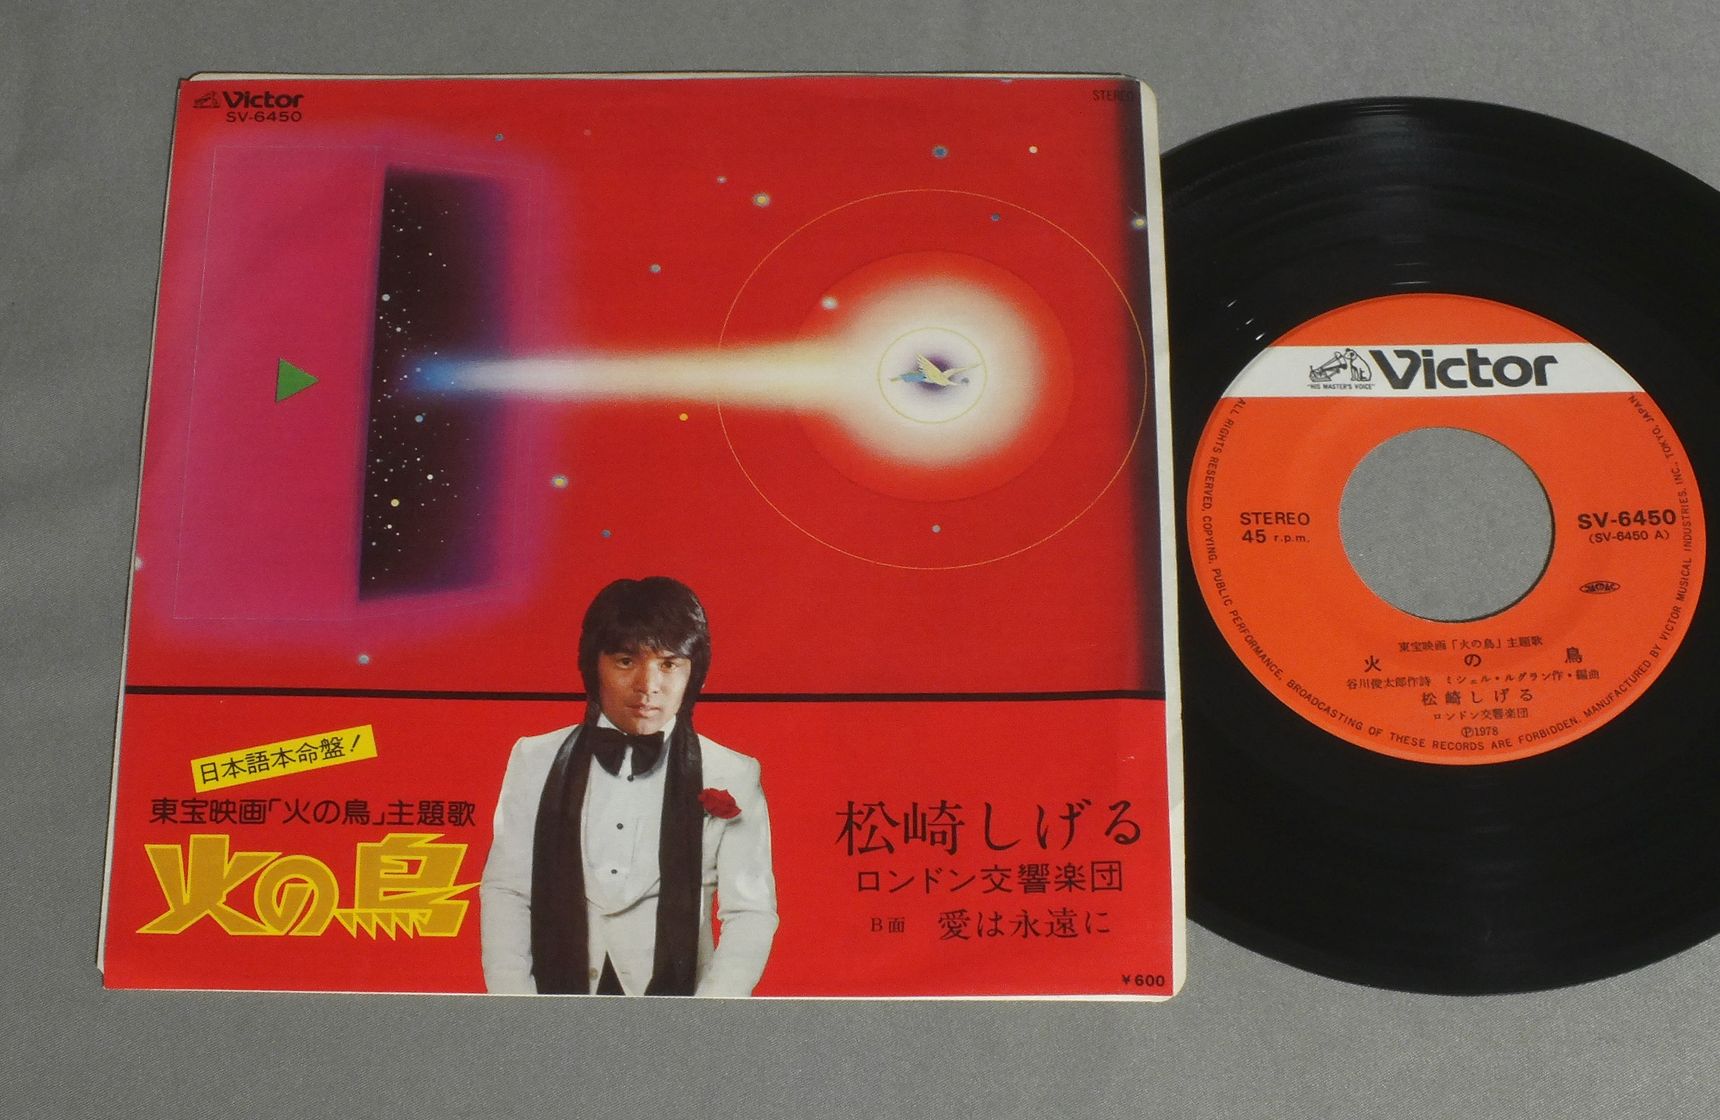 Victor
SV-6450
STEREO
日本語本命盤!
東宝映画「火の鳥」主題歌
火の鳥
松崎しげる
ロンドン交響楽団
B面 愛は永遠に
¥600
"HIS MASTER'S VOICE"
Victor
STEREO
45 r.p.m.
SV-6450
(SV-6450 A)
JASRAC
東宝映画「火の鳥」主題歌
火の鳥
谷川俊太郎作詩 ミシェル・ルグラン作・編曲
松崎しげる
ロンドン交響楽団
Ⓟ1978
ALL RIGHTS RESERVED. COPYING, PUBLIC PERFORMANCE, BROADCASTING OF THESE RECORDS ARE FORBIDDEN. MANUFACTURED BY VICTOR MUSICAL INDUSTRIES, INC., TOKYO, JAPAN.